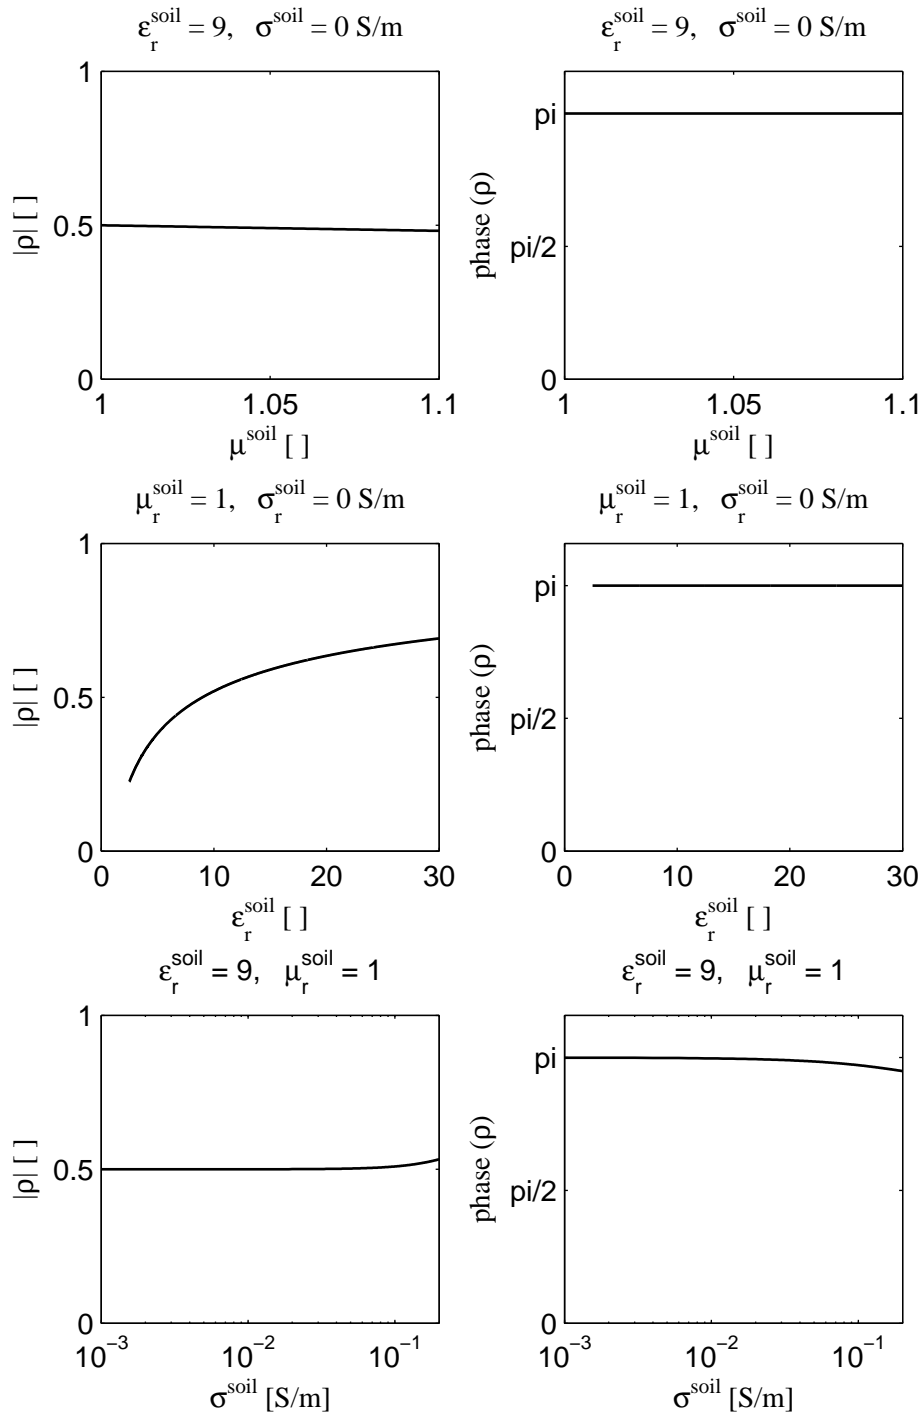 ε_r^soil = 9, σ^soil = 0 S/m
ε_r^soil = 9, σ^soil = 0 S/m
1
0.5
0
|ρ| [ ]
1 1.05 1.1
μ^soil [ ]
pi
pi/2
0
phase (ρ)
1 1.05 1.1
μ^soil [ ]
μ_r^soil = 1, σ_r^soil = 0 S/m
μ_r^soil = 1, σ_r^soil = 0 S/m
1
0.5
0
|ρ| [ ]
0 10 20 30
ε_r^soil [ ]
pi
pi/2
0
phase (ρ)
0 10 20 30
ε_r^soil [ ]
ε_r^soil = 9, μ_r^soil = 1
ε_r^soil = 9, μ_r^soil = 1
1
0.5
0
|ρ| [ ]
10^−3 10^−2 10^−1
σ^soil [S/m]
pi
pi/2
0
phase (ρ)
10^−3 10^−2 10^−1
σ^soil [S/m]